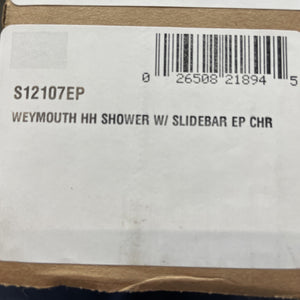 0 26508 21894 5
S12107EP
WEYMOUTH HH SHOWER W/ SLIDEBAR EP CHR